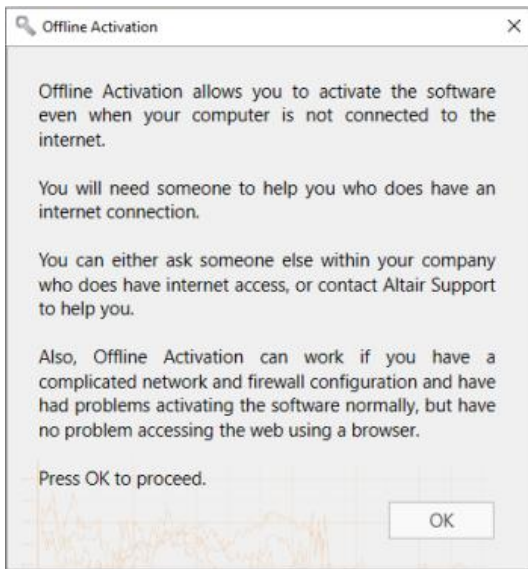 Offline Activation
Offline Activation allows you to activate the software
even when your computer is not connected to the
internet.
You will need someone to help you who does have an
internet connection.
You can either ask someone else within your company
who does have internet access, or contact Altair Support
to help you.
Also, Offline Activation can work if you have a
complicated network and firewall configuration and have
had problems activating the software normally, but have
no problem accessing the web using a browser.
Press OK to proceed.
OK